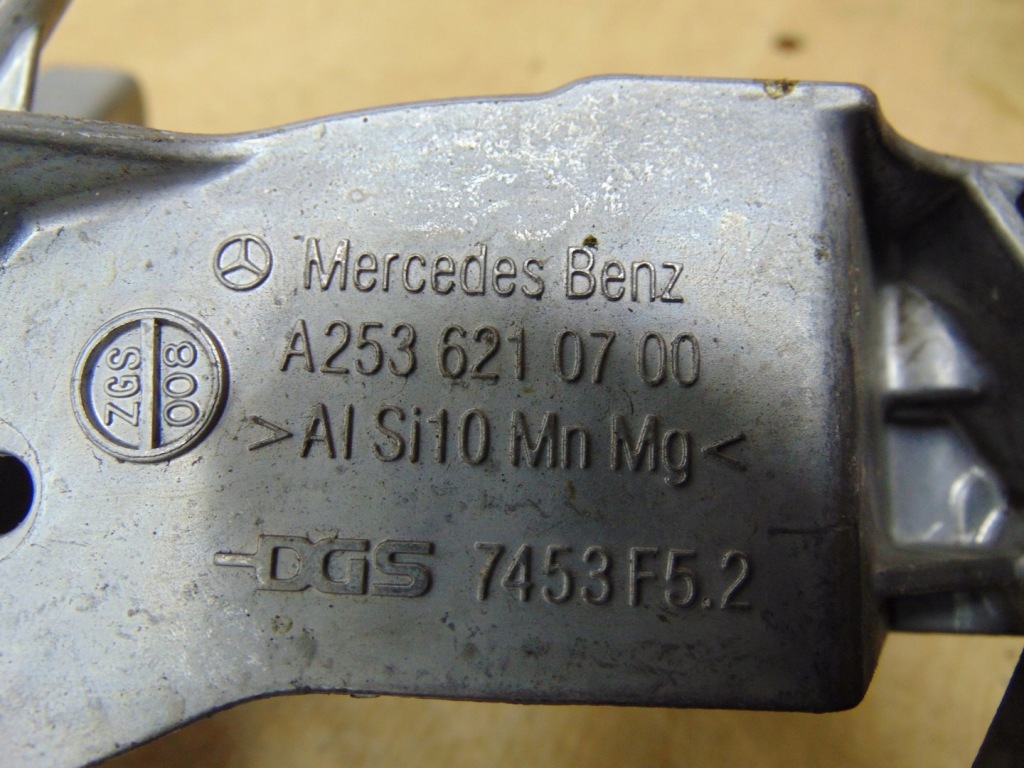 Mercedes Benz
A253 621 07 00
>Al Si10 Mn Mg<
ZGS
008
DGS 7453 F5.2